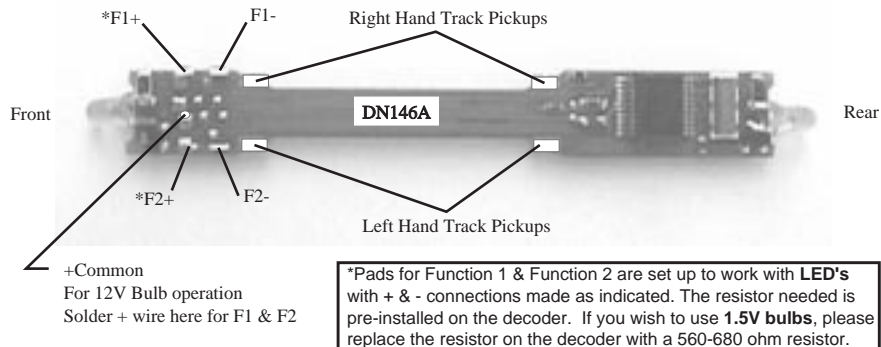 Right Hand Track Pickups
*F1+
F1-
Front
DN146A
Rear
*F2+
F2-
Left Hand Track Pickups
+Common
For 12V Bulb operation
Solder + wire here for F1 & F2
*Pads for Function 1 & Function 2 are set up to work with LED's
with + & - connections made as indicated. The resistor needed is
pre-installed on the decoder. If you wish to use 1.5V bulbs, please
replace the resistor on the decoder with a 560-680 ohm resistor.